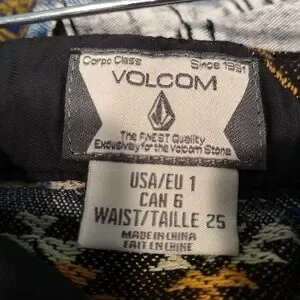 Corpo Class Since 1991
VOLCOM
The FINEST Quality
Exclusively for the Volcom Stone
USA/EU 1
CAN 6
WAIST/TAILLE 25
MADE IN CHINA
FAIT EN CHINE